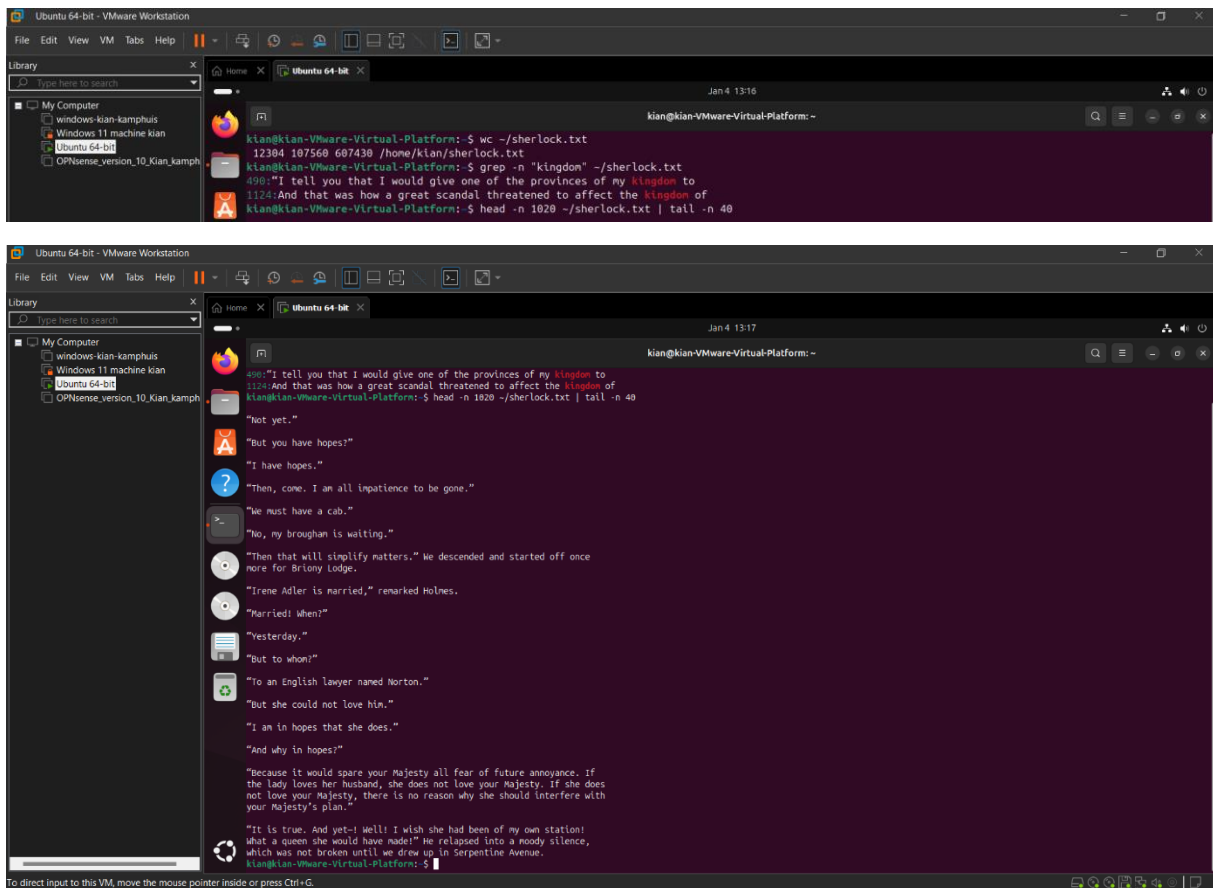 Ubuntu 64-bit - VMware Workstation
File Edit View VM Tabs Help
Library
Home
Ubuntu 64-bit
Type here to search
Jan 4 13:16
My Computer
windows-kian-kamphuis
Windows 11 machine kian
Ubuntu 64-bit
OPNsense_version_10_Kian_kamph
kian@kian-VMware-Virtual-Platform: ~
kian@kian-VMware-Virtual-Platform:~$ wc ~/sherlock.txt
12304 107560 607430 /home/kian/sherlock.txt
kian@kian-VMware-Virtual-Platform:~$ grep -n "kingdom" ~/sherlock.txt
490:“I tell you that I would give one of the provinces of my kingdom to
1124:And that was how a great scandal threatened to affect the kingdom of
kian@kian-VMware-Virtual-Platform:~$ head -n 1020 ~/sherlock.txt | tail -n 40
Ubuntu 64-bit - VMware Workstation
File Edit View VM Tabs Help
Library
Home
Ubuntu 64-bit
Type here to search
Jan 4 13:17
My Computer
windows-kian-kamphuis
Windows 11 machine kian
Ubuntu 64-bit
OPNsense_version_10_Kian_kamph
kian@kian-VMware-Virtual-Platform: ~
490:“I tell you that I would give one of the provinces of my kingdom to
1124:And that was how a great scandal threatened to affect the kingdom of
kian@kian-VMware-Virtual-Platform:~$ head -n 1020 ~/sherlock.txt | tail -n 40
“Not yet.”
“But you have hopes?”
“I have hopes.”
“Then, come. I am all impatience to be gone.”
“We must have a cab.”
“No, my brougham is waiting.”
“Then that will simplify matters.” We descended and started off once
more for Briony Lodge.
“Irene Adler is married,” remarked Holmes.
“Married! When?”
“Yesterday.”
“But to whom?”
“To an English lawyer named Norton.”
“But she could not love him.”
“I am in hopes that she does.”
“And why in hopes?”
“Because it would spare your Majesty all fear of future annoyance. If
the lady loves her husband, she does not love your Majesty. If she does
not love your Majesty, there is no reason why she should interfere with
your Majesty’s plan.”
“It is true. And yet—! Well! I wish she had been of my own station!
What a queen she would have made!” He relapsed into a moody silence,
which was not broken until we drew up in Serpentine Avenue.
kian@kian-VMware-Virtual-Platform:~$
To direct input to this VM, move the mouse pointer inside or press Ctrl+G.